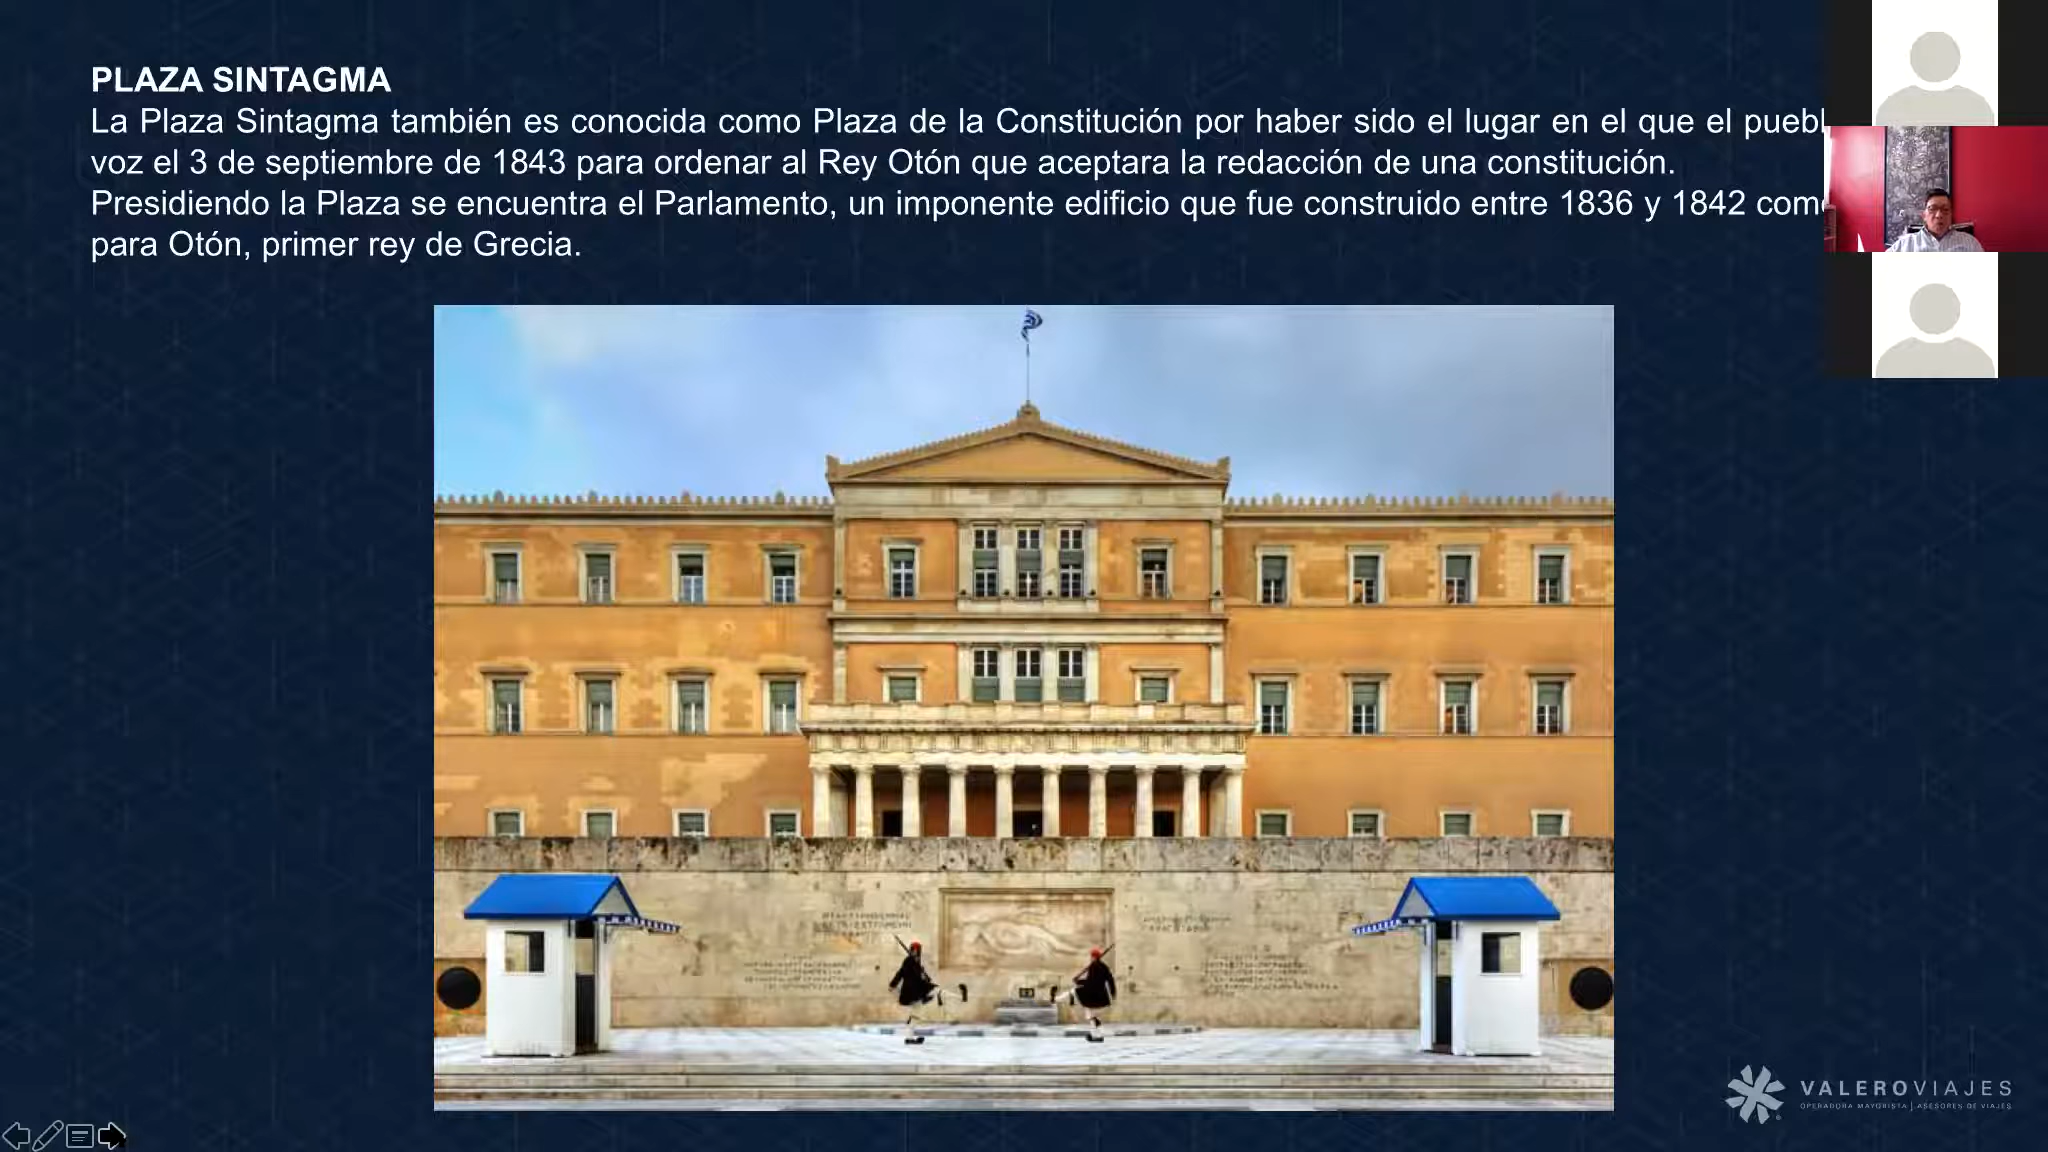 PLAZA SINTAGMA
La Plaza Sintagma también es conocida como Plaza de la Constitución por haber sido el lugar en el que el puebl
voz el 3 de septiembre de 1843 para ordenar al Rey Otón que aceptara la redacción de una constitución.
Presidiendo la Plaza se encuentra el Parlamento, un imponente edificio que fue construido entre 1836 y 1842 como
para Otón, primer rey de Grecia.
VALEROVIAJES
OPERADORA MAYORISTA | ASESORES DE VIAJES